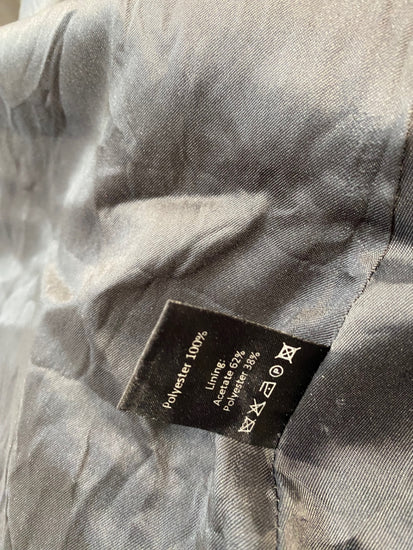 Polyester 100%
Lining:
Acetate 62%
Polyester 38%